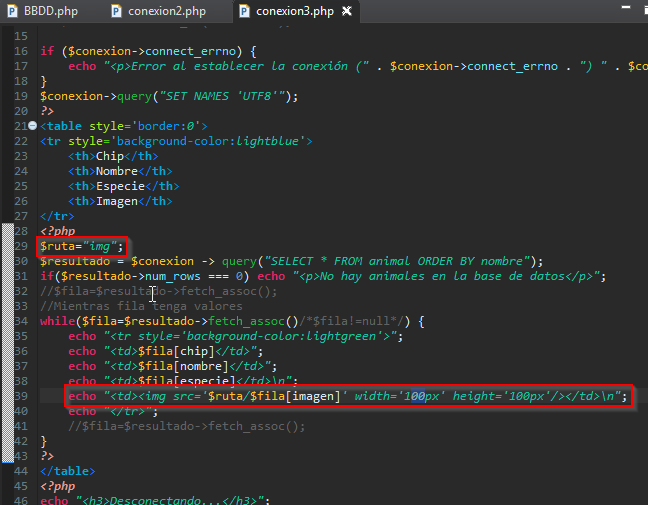 BBDD.php conexion2.php conexion3.php
15
16 if ($conexion->connect_errno) {
17 echo "<p>Error al establecer la conexión (" . $conexion->connect_errno . ") " . $co
18 }
19 $conexion->query("SET NAMES 'UTF8'");
20 ?>
21 <table style='border:0'>
22 <tr style='background-color:lightblue'>
23 <th>Chip</th>
24 <th>Nombre</th>
25 <th>Especie</th>
26 <th>Imagen</th>
27 </tr>
28 <?php
29 $ruta="img";
30 $resultado = $conexion -> query("SELECT * FROM animal ORDER BY nombre");
31 if($resultado->num_rows === 0) echo "<p>No hay animales en la base de datos</p>";
32 //$fila=$resultado->fetch_assoc();
33 //Mientras fila tenga valores
34 while($fila=$resultado->fetch_assoc()/*$fila!=null*/) {
35 echo "<tr style='background-color:lightgreen'>";
36 echo "<td>$fila[chip]</td>";
37 echo "<td>$fila[nombre]</td>";
38 echo "<td>$fila[especie]</td>\n";
39 echo "<td><img src='$ruta/$fila[imagen]' width='100px' height='100px'/></td>\n";
40 echo "</tr>";
41 //$fila=$resultado->fetch_assoc();
42 }
43 ?>
44 </table>
45 <?php
46 echo "<h3>Desconectando...</h3>";